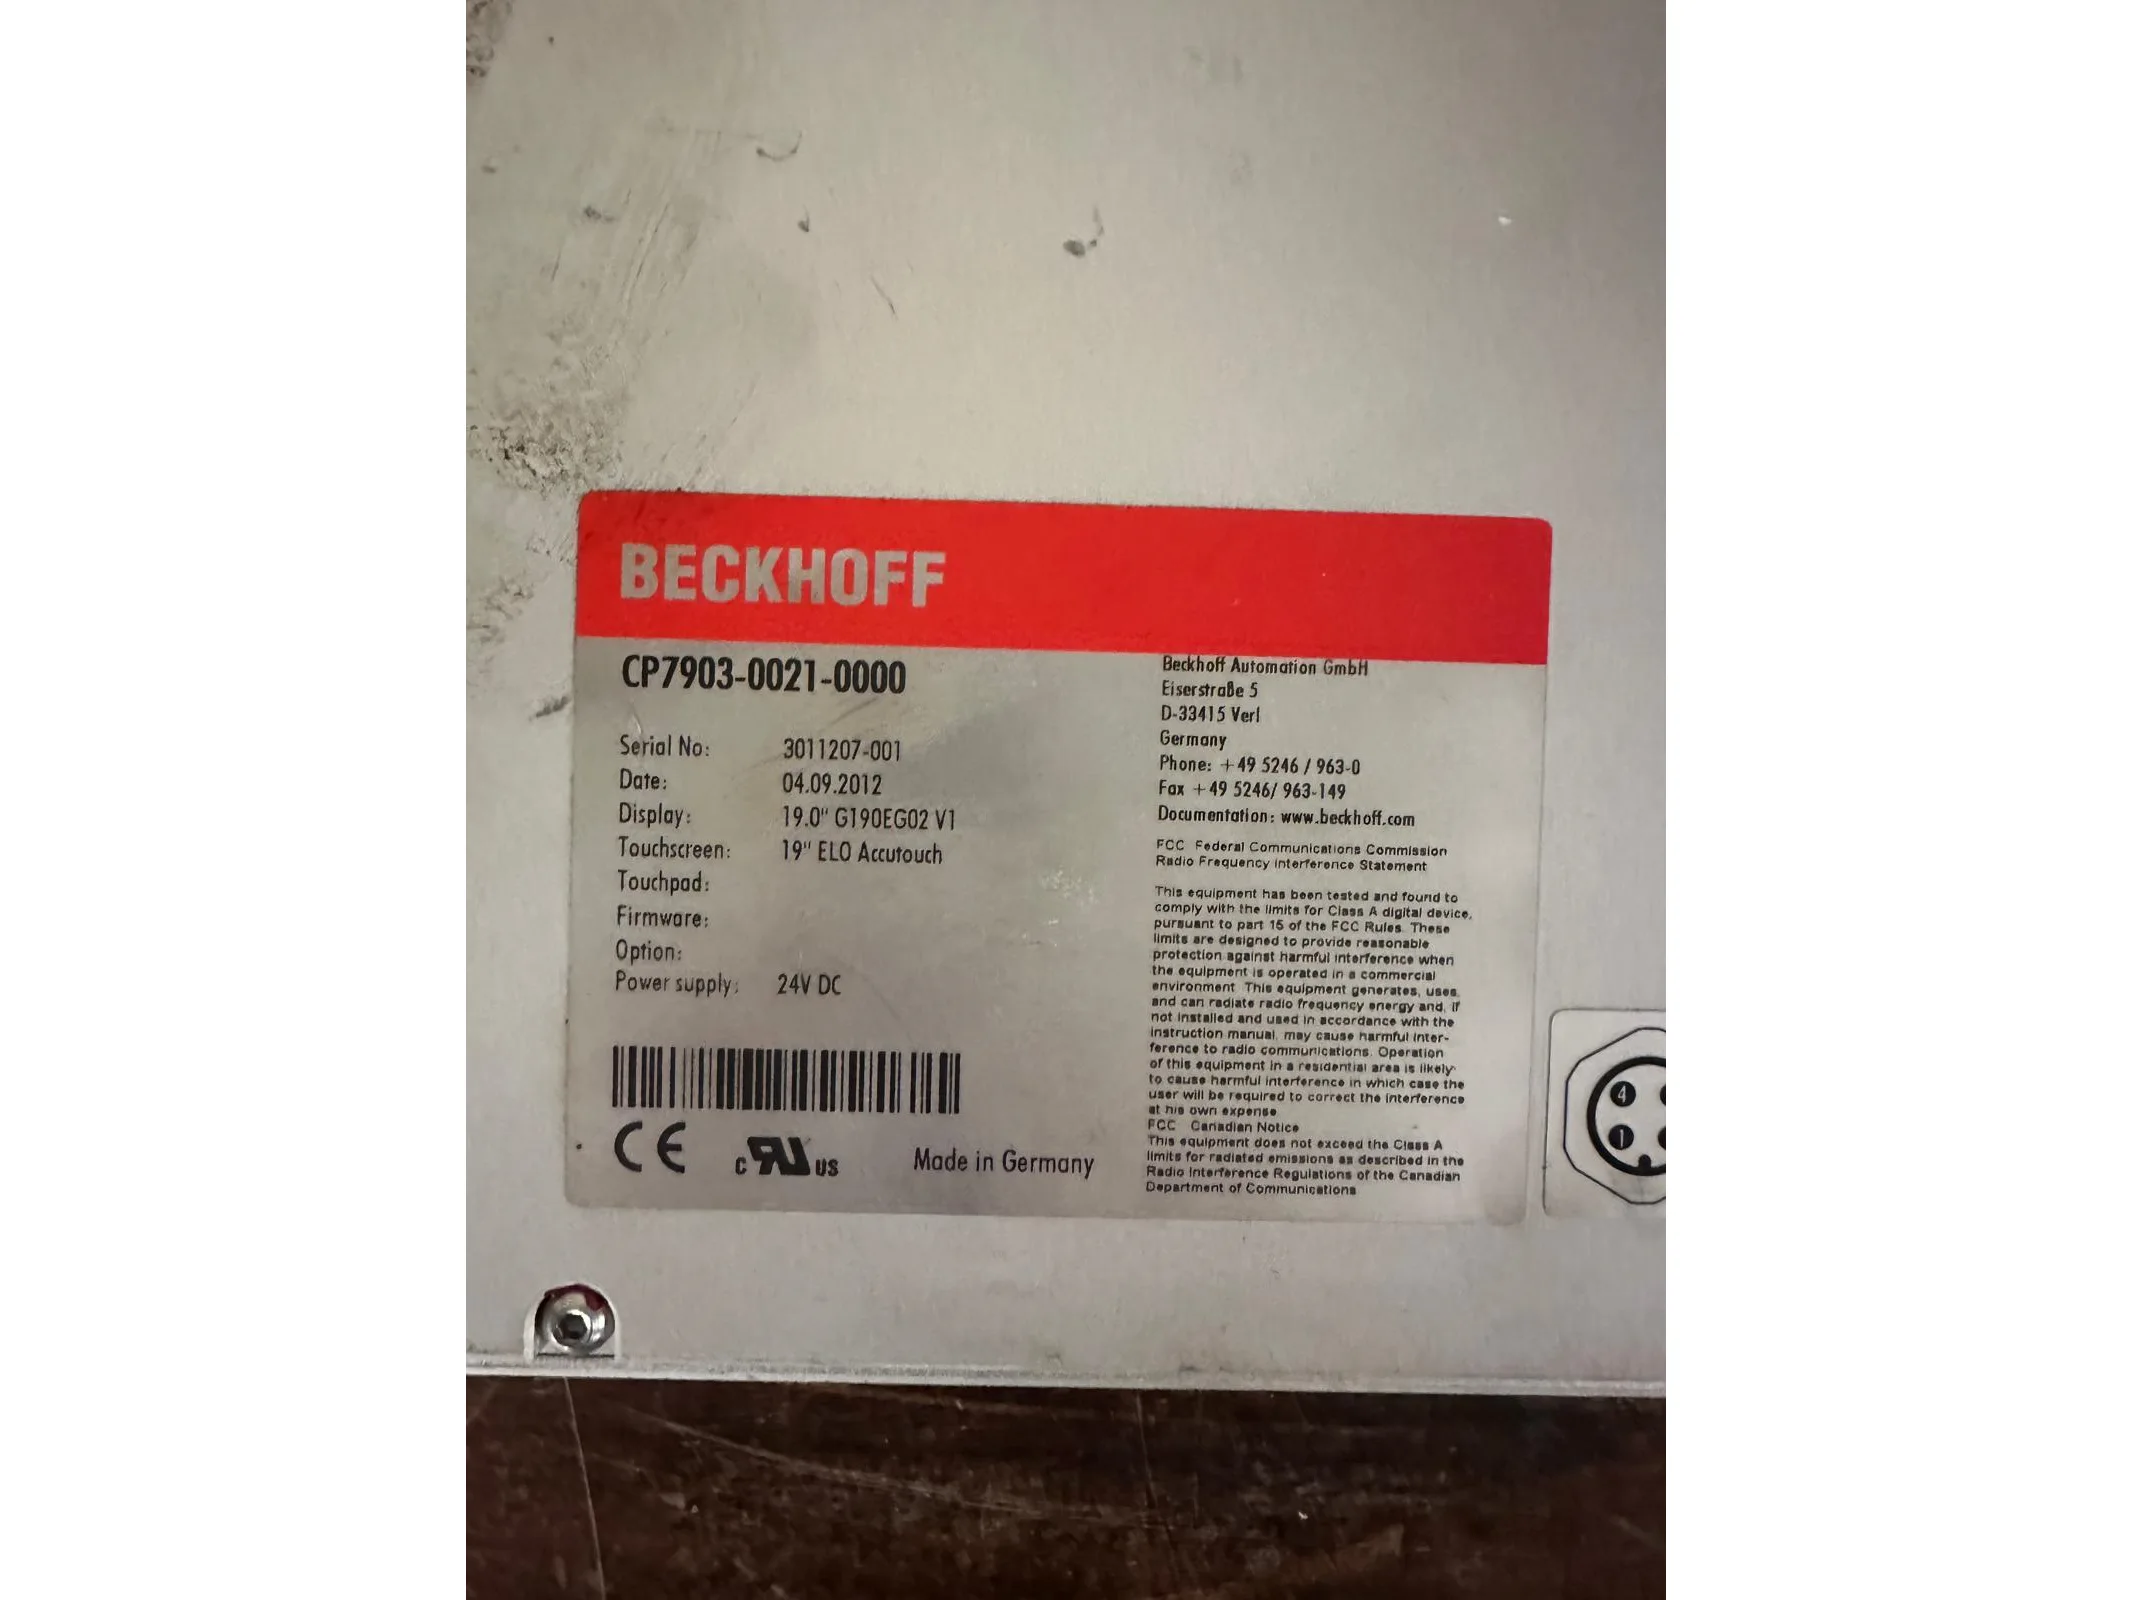 BECKHOFF
CP7903-0021-0000
Serial No: 3011207-001
Date: 04.09.2012
Display: 19.0" G190EG02 V1
Touchscreen: 19" ELO Accutouch
Touchpad:
Firmware:
Option:
Power supply: 24V DC
CE c RU US Made in Germany
Beckhoff Automation GmbH
Eiserstraße 5
D-33415 Verl
Germany
Phone: +49 5246 / 963-0
Fax +49 5246/ 963-149
Documentation: www.beckhoff.com
FCC Federal Communications Commission
Radio Frequency Interference Statement
This equipment has been tested and found to
comply with the limits for Class A digital device,
pursuant to part 15 of the FCC Rules. These
limits are designed to provide reasonable
protection against harmful interference when
the equipment is operated in a commercial
environment. This equipment generates, uses,
and can radiate radio frequency energy and, if
not installed and used in accordance with the
instruction manual, may cause harmful inter-
ference to radio communications. Operation
of this equipment in a residential area is likely
to cause harmful interference in which case the
user will be required to correct the interference
at his own expense
FCC Canadian Notice
This equipment does not exceed the Class A
limits for radiated emissions as described in the
Radio Interference Regulations of the Canadian
Department of Communications
4
1